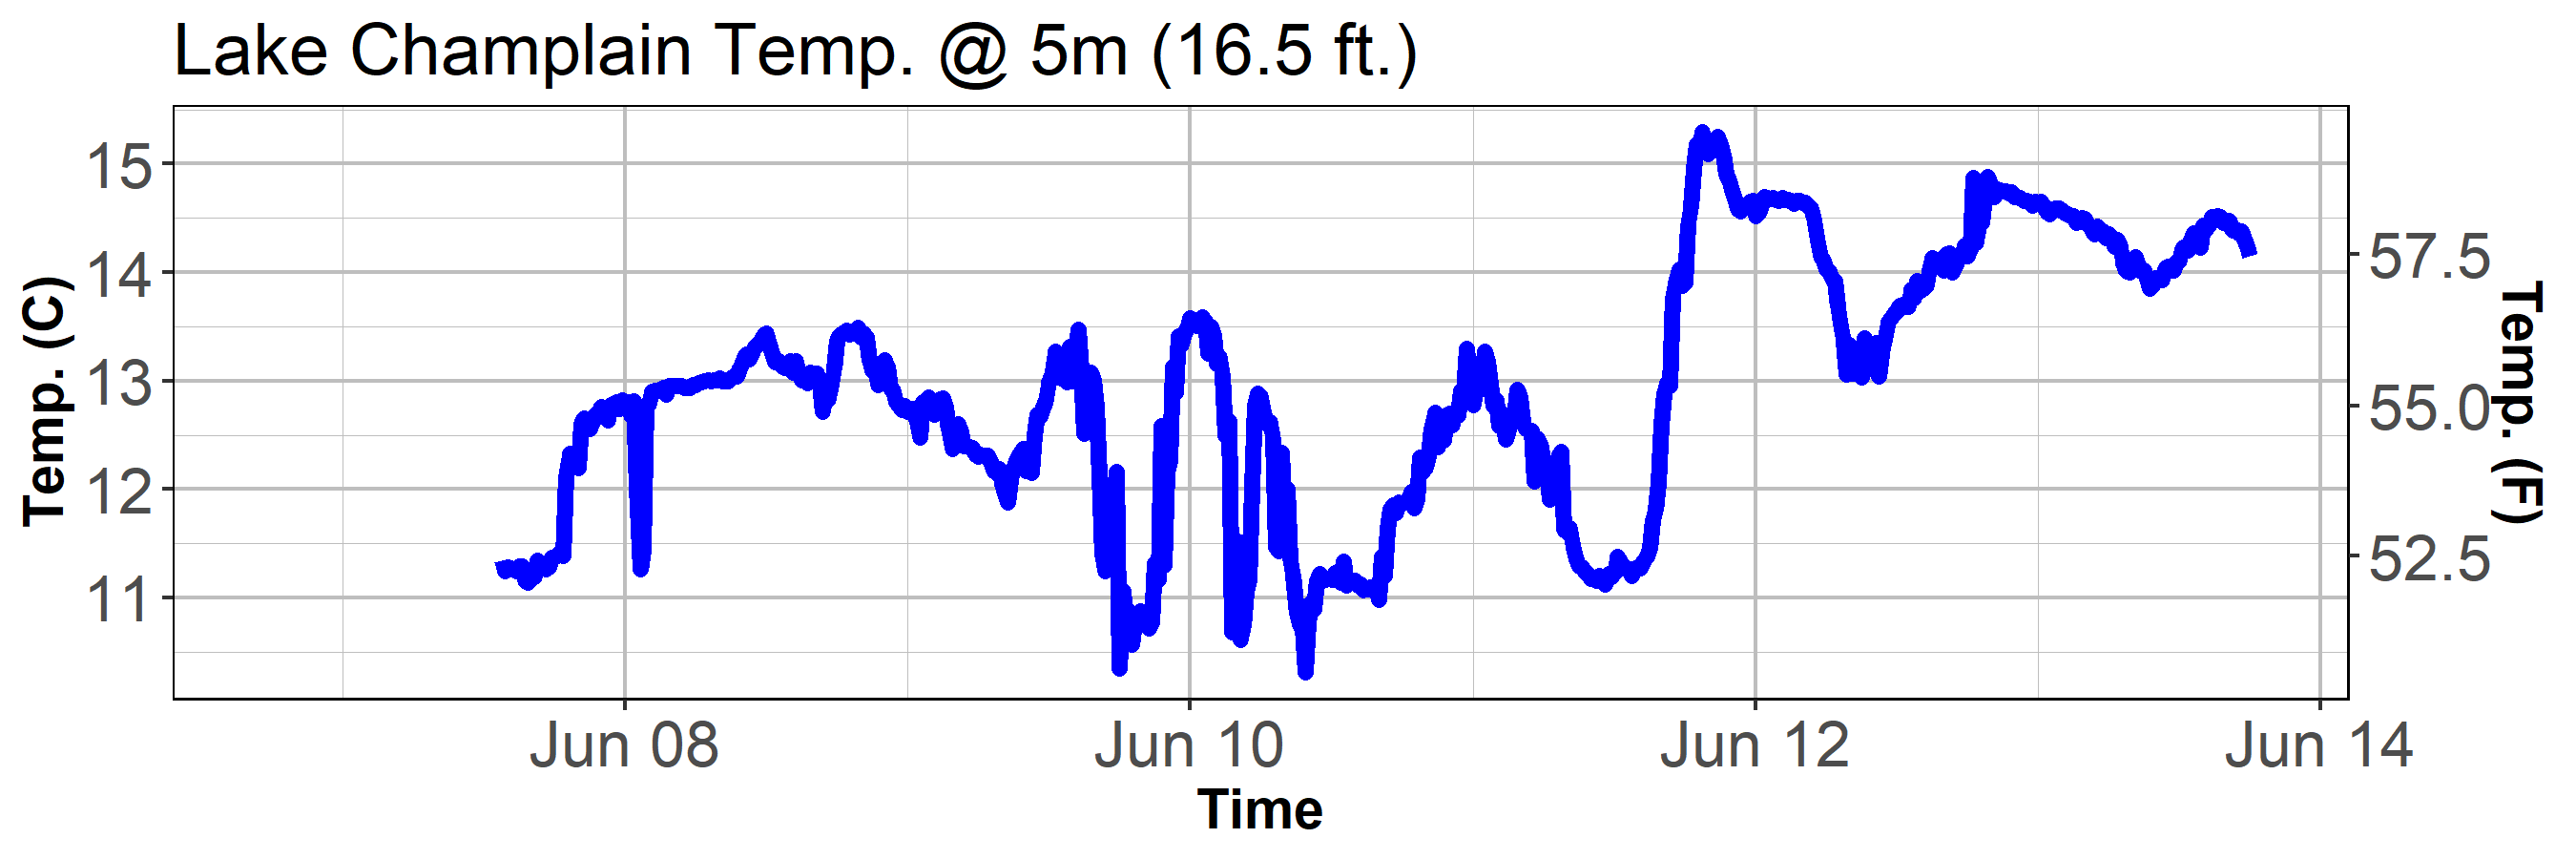 Lake Champlain Temp. @ 5m (16.5 ft.)
Temp. (C)
15
14
13
12
11
57.5
55.0
52.5
Temp. (F)
Jun 08 Jun 10 Jun 12 Jun 14
Time